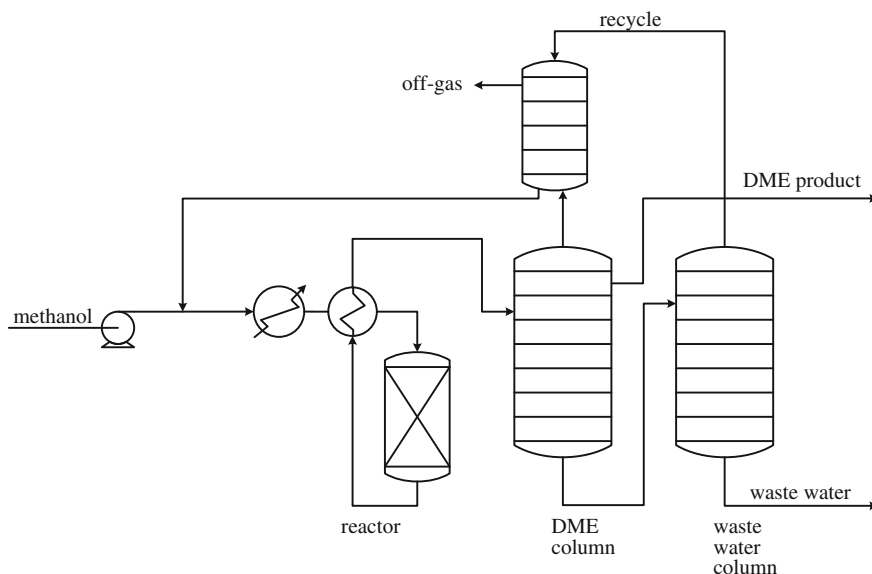 recycle
off-gas
DME product
methanol
waste water
reactor
DME
column
waste
water
column